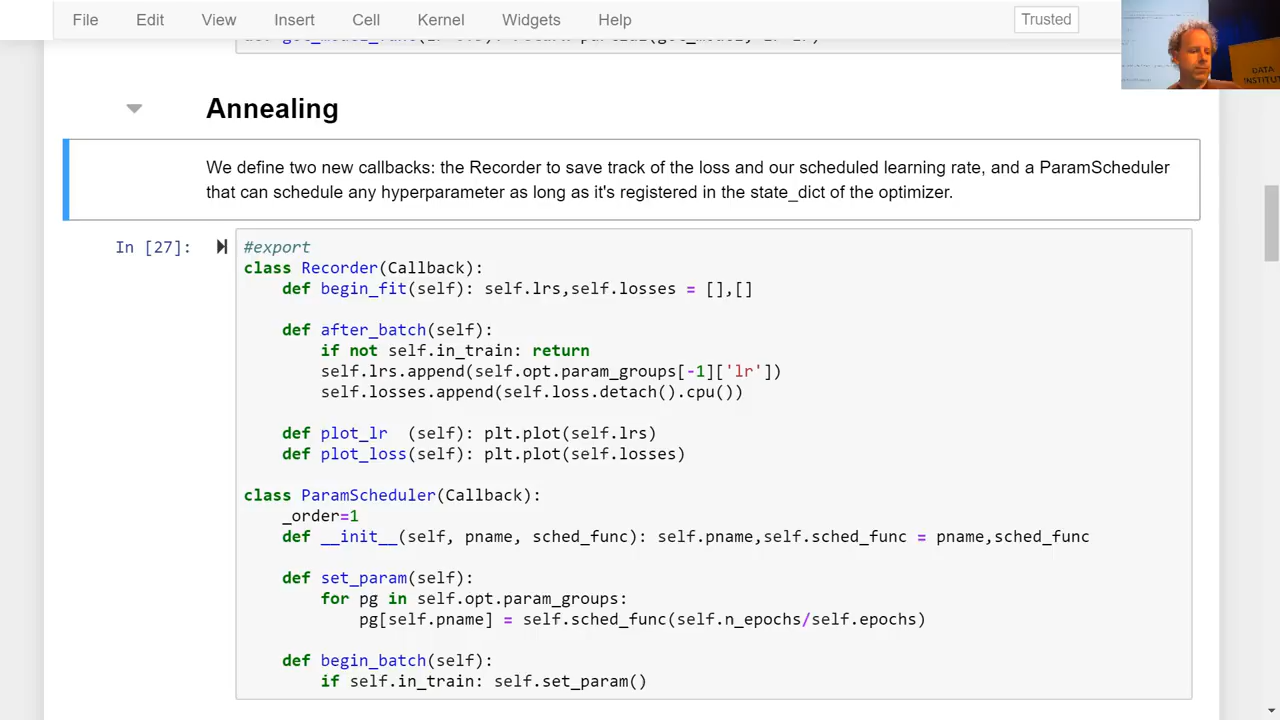 File Edit View Insert Cell Kernel Widgets Help Trusted
DATA
INSTITUT
Annealing
We define two new callbacks: the Recorder to save track of the loss and our scheduled learning rate, and a ParamScheduler
that can schedule any hyperparameter as long as it's registered in the state_dict of the optimizer.
In [27]: #export
class Recorder(Callback):
    def begin_fit(self): self.lrs,self.losses = [],[]
    def after_batch(self):
        if not self.in_train: return
        self.lrs.append(self.opt.param_groups[-1]['lr'])
        self.losses.append(self.loss.detach().cpu())
    def plot_lr  (self): plt.plot(self.lrs)
    def plot_loss(self): plt.plot(self.losses)
class ParamScheduler(Callback):
    _order=1
    def __init__(self, pname, sched_func): self.pname,self.sched_func = pname,sched_func
    def set_param(self):
        for pg in self.opt.param_groups:
            pg[self.pname] = self.sched_func(self.n_epochs/self.epochs)
    def begin_batch(self):
        if self.in_train: self.set_param()